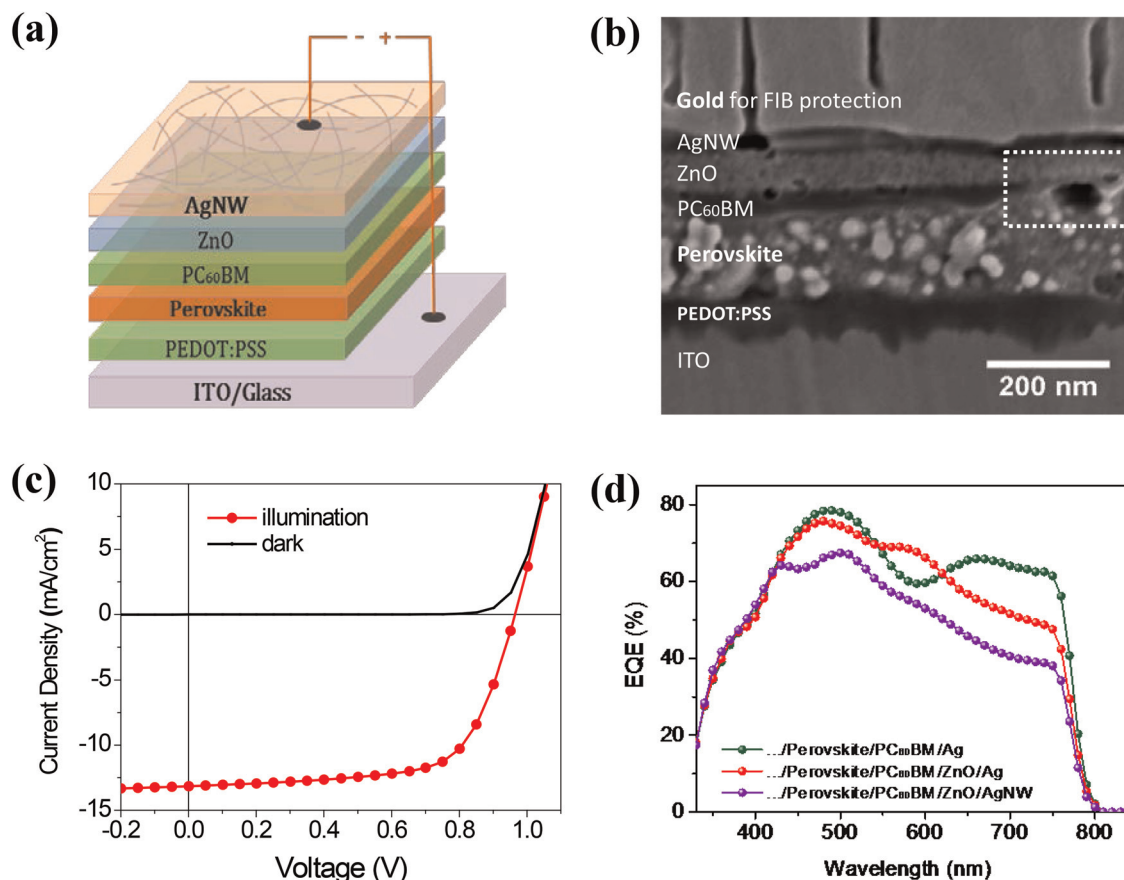 (a)
- +
AgNW
ZnO
PC₆₀BM
Perovskite
PEDOT:PSS
ITO/Glass
(b)
Gold for FIB protection
AgNW
ZnO
PC₆₀BM
Perovskite
PEDOT:PSS
ITO
200 nm
(c)
10
5
0
-5
-10
-15
-0.2 0.0 0.2 0.4 0.6 0.8 1.0
Current Density (mA/cm²)
Voltage (V)
illumination
dark
(d)
80
60
40
20
0
400 500 600 700 800
EQE (%)
Wavelength (nm)
..../Perovskite/PC₆₀BM/Ag
..../Perovskite/PC₆₀BM/ZnO/Ag
..../Perovskite/PC₆₀BM/ZnO/AgNW